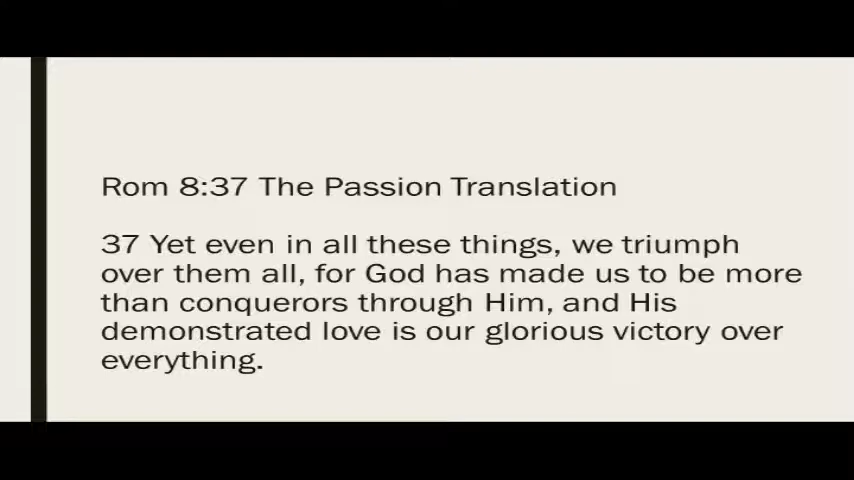 Rom 8:37 The Passion Translation
37 Yet even in all these things, we triumph
over them all, for God has made us to be more
than conquerors through Him, and His
demonstrated love is our glorious victory over
everything.